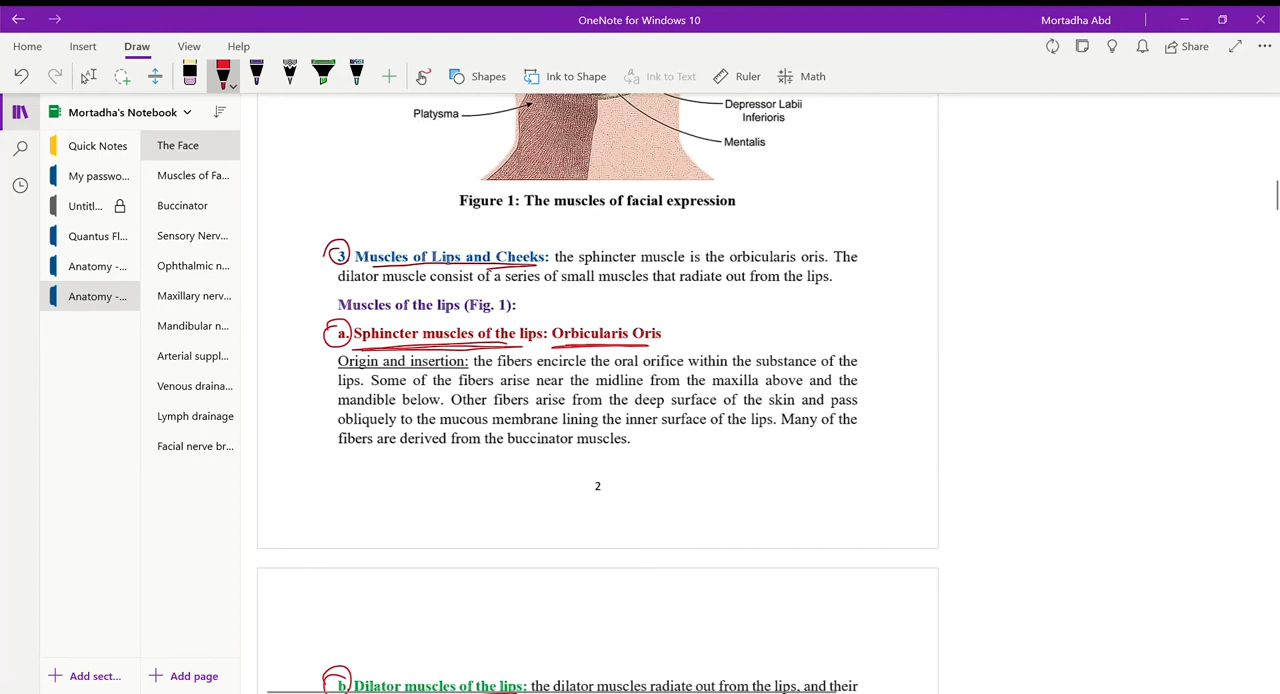 OneNote for Windows 10
Mortadha Abd
Home Insert Draw View Help
Share
Shapes
Ink to Shape
Ink to Text
Ruler
Math
Mortadha's Notebook
Quick Notes
My passwo...
Untitl...
Quantus Fl...
Anatomy -...
Anatomy -...
Add sect...
The Face
Muscles of Fa...
Buccinator
Sensory Nerv...
Ophthalmic n...
Maxillary nerv...
Mandibular n...
Arterial suppl...
Venous draina...
Lymph drainage
Facial nerve br...
Add page
Platysma
Depressor Labii
Inferioris
Mentalis
Figure 1: The muscles of facial expression
3. Muscles of Lips and Cheeks: the sphincter muscle is the orbicularis oris. The
dilator muscle consist of a series of small muscles that radiate out from the lips.
Muscles of the lips (Fig. 1):
a. Sphincter muscles of the lips: Orbicularis Oris
Origin and insertion: the fibers encircle the oral orifice within the substance of the
lips. Some of the fibers arise near the midline from the maxilla above and the
mandible below. Other fibers arise from the deep surface of the skin and pass
obliquely to the mucous membrane lining the inner surface of the lips. Many of the
fibers are derived from the buccinator muscles.
2
b. Dilator muscles of the lips: the dilator muscles radiate out from the lips, and their